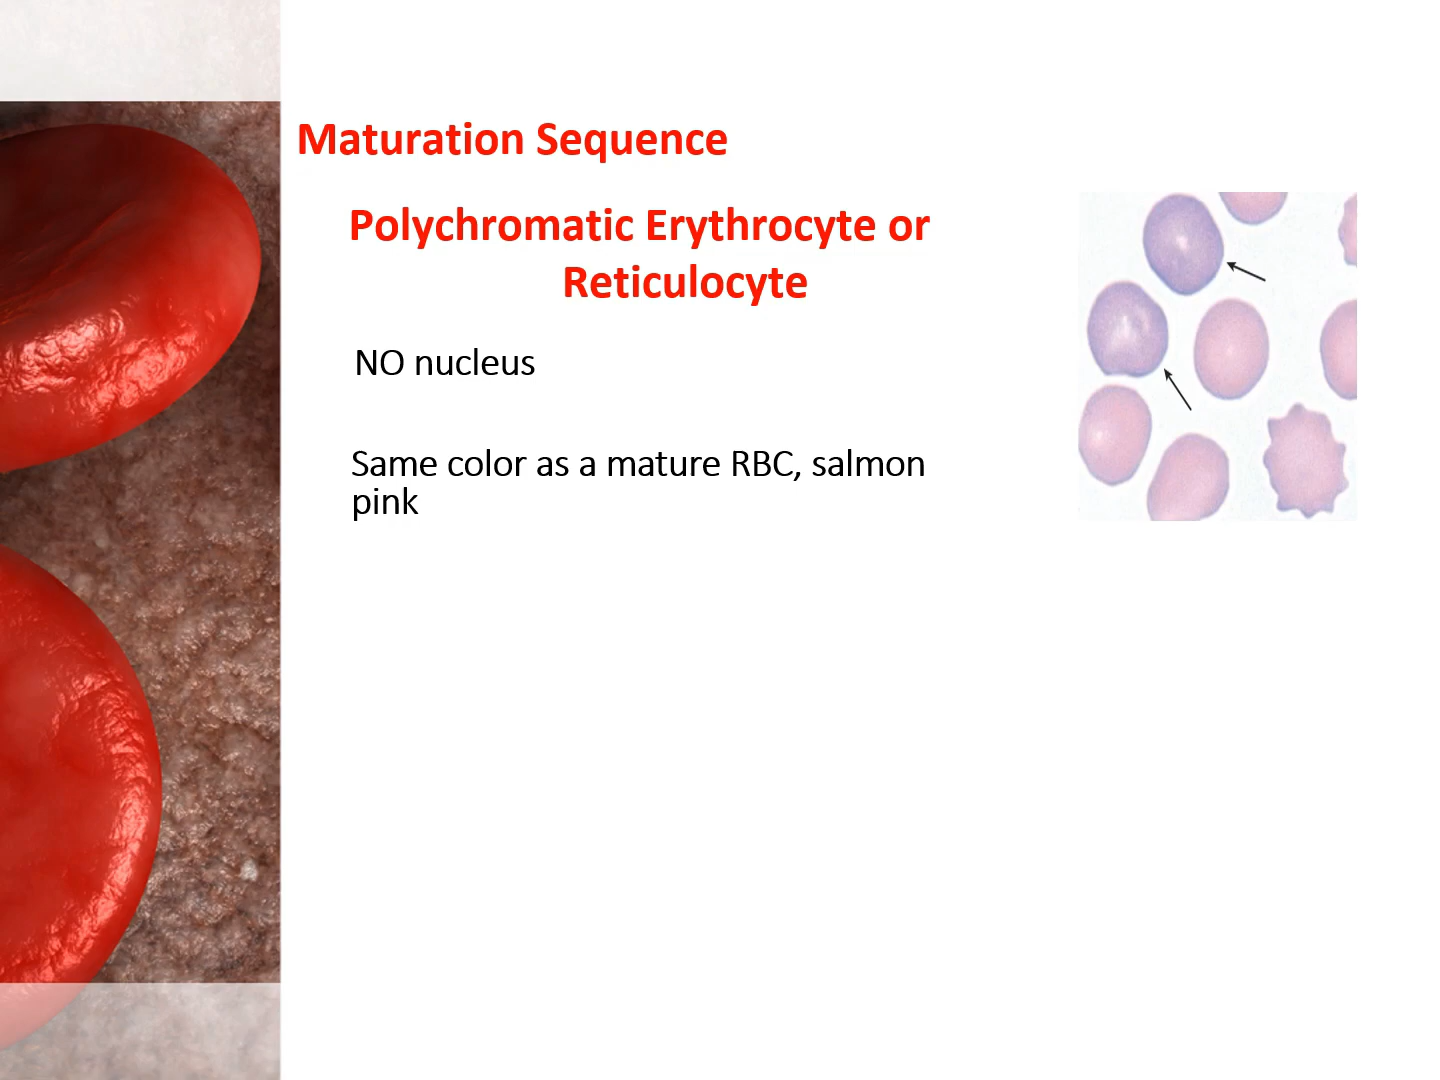 Maturation Sequence
Polychromatic Erythrocyte or
Reticulocyte
NO nucleus
Same color as a mature RBC, salmon
pink